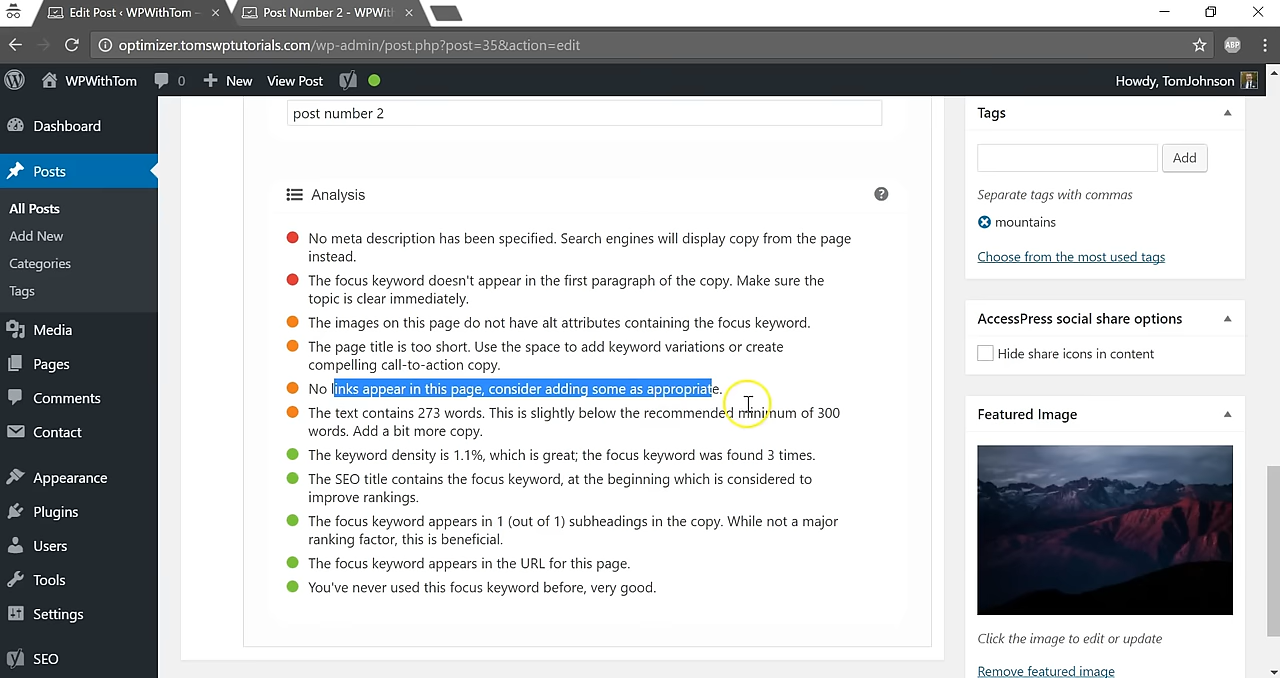 Edit Post ‹ WPWithTom –
Post Number 2 - WPWith
optimizer.tomswptutorials.com/wp-admin/post.php?post=35&action=edit
ABP
WPWithTom 0 New View Post
Howdy, TomJohnson
Dashboard
Posts
All Posts
Add New
Categories
Tags
Media
Pages
Comments
Contact
Appearance
Plugins
Users
Tools
Settings
SEO
post number 2
Analysis
?
No meta description has been specified. Search engines will display copy from the page
instead.
The focus keyword doesn't appear in the first paragraph of the copy. Make sure the
topic is clear immediately.
The images on this page do not have alt attributes containing the focus keyword.
The page title is too short. Use the space to add keyword variations or create
compelling call-to-action copy.
No links appear in this page, consider adding some as appropriate.
The text contains 273 words. This is slightly below the recommended minimum of 300
words. Add a bit more copy.
The keyword density is 1.1%, which is great; the focus keyword was found 3 times.
The SEO title contains the focus keyword, at the beginning which is considered to
improve rankings.
The focus keyword appears in 1 (out of 1) subheadings in the copy. While not a major
ranking factor, this is beneficial.
The focus keyword appears in the URL for this page.
You've never used this focus keyword before, very good.
Tags
Add
Separate tags with commas
mountains
Choose from the most used tags
AccessPress social share options
Hide share icons in content
Featured Image
Click the image to edit or update
Remove featured image